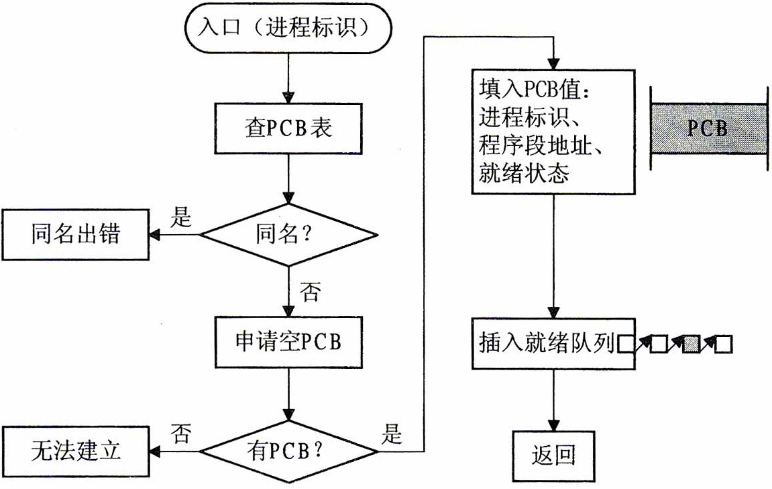 入口（进程标识）
查PCB表
同名？
是
同名出错
否
申请空PCB
有PCB？
否
无法建立
是
填入PCB值：
进程标识、
程序段地址、
就绪状态
PCB
插入就绪队列
返回